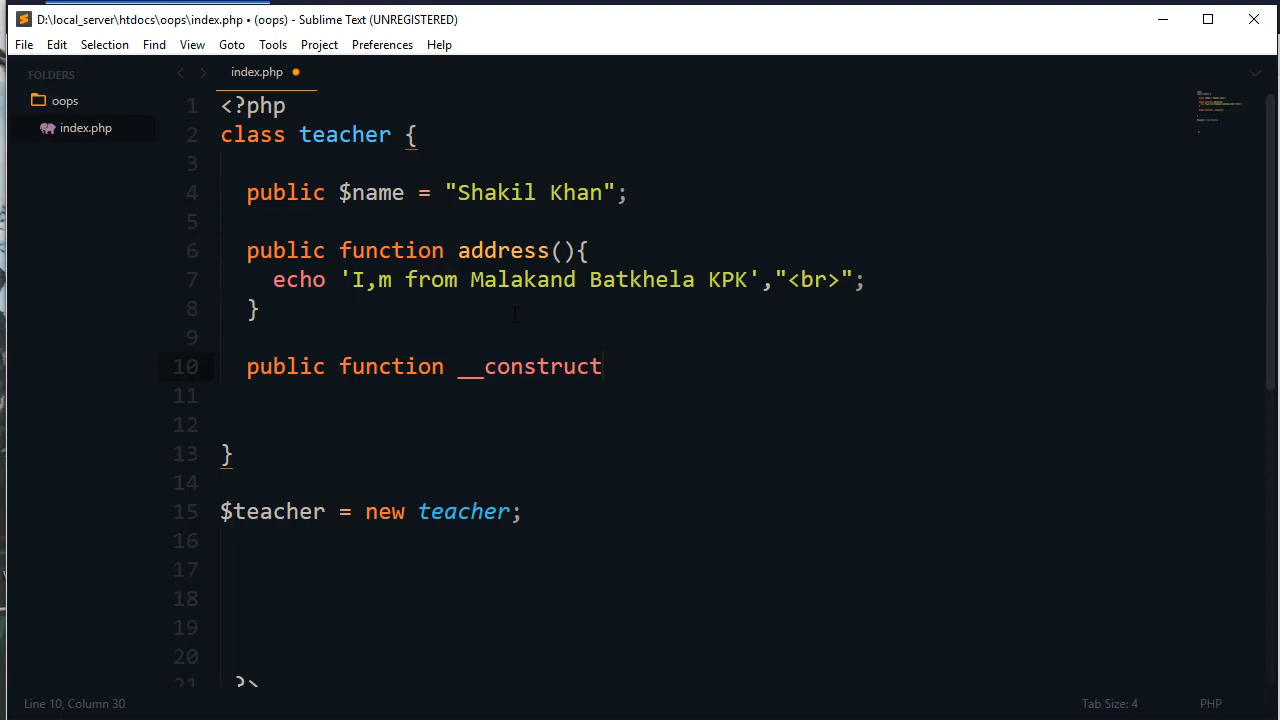 D:\local_server\htdocs\oops\index.php • (oops) - Sublime Text (UNREGISTERED)
File Edit Selection Find View Goto Tools Project Preferences Help
FOLDERS
oops
index.php
index.php
1 <?php
2 class teacher {
3
4 public $name = "Shakil Khan";
5
6 public function address(){
7 echo 'I,m from Malakand Batkhela KPK',"<br>";
8 }
9
10 public function __construct
11
12
13 }
14
15 $teacher = new teacher;
16
17
18
19
20
21 ?>
Line 10, Column 30
Tab Size: 4
PHP